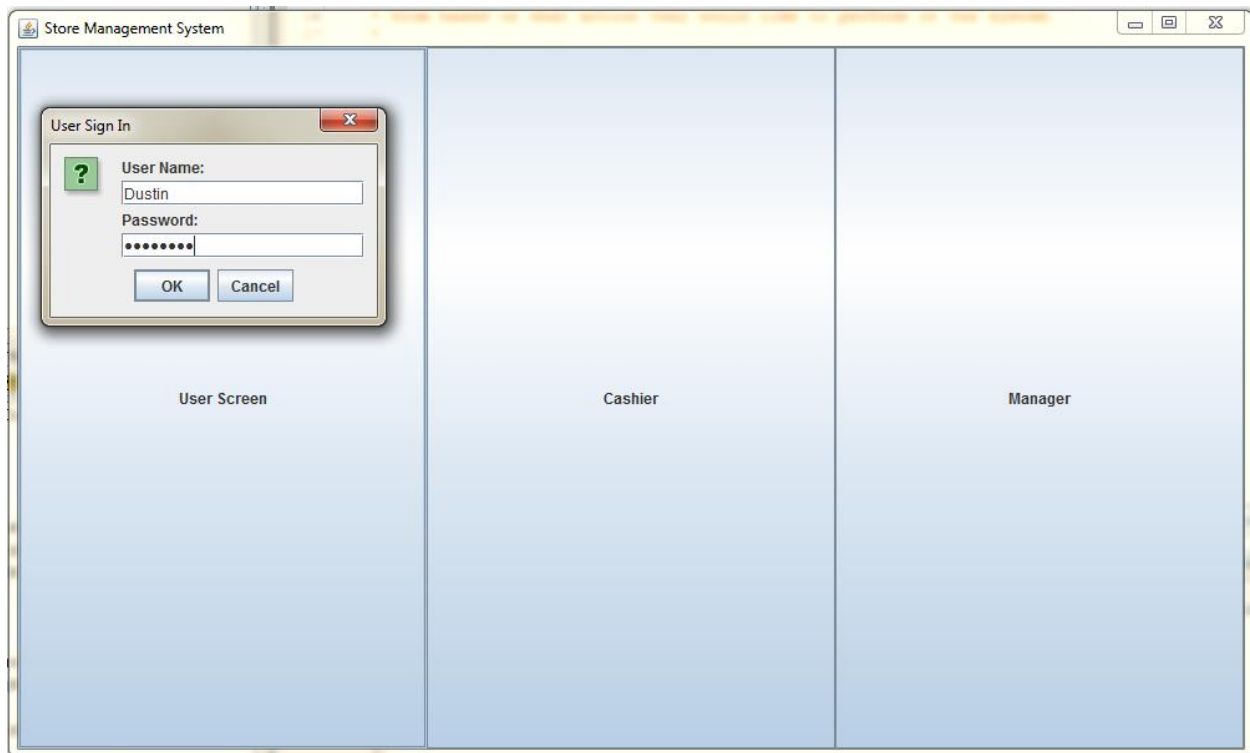 Store Management System
User Sign In
?
User Name:
Dustin
Password:
••••••••
OK Cancel
User Screen Cashier Manager